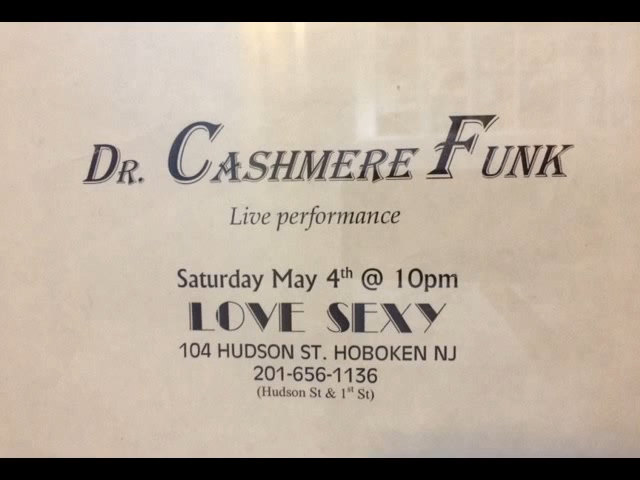 DR. CASHMERE FUNK
Live performance
Saturday May 4th @ 10pm
LOVE SEXY
104 HUDSON ST. HOBOKEN NJ
201-656-1136
(Hudson St & 1st St)